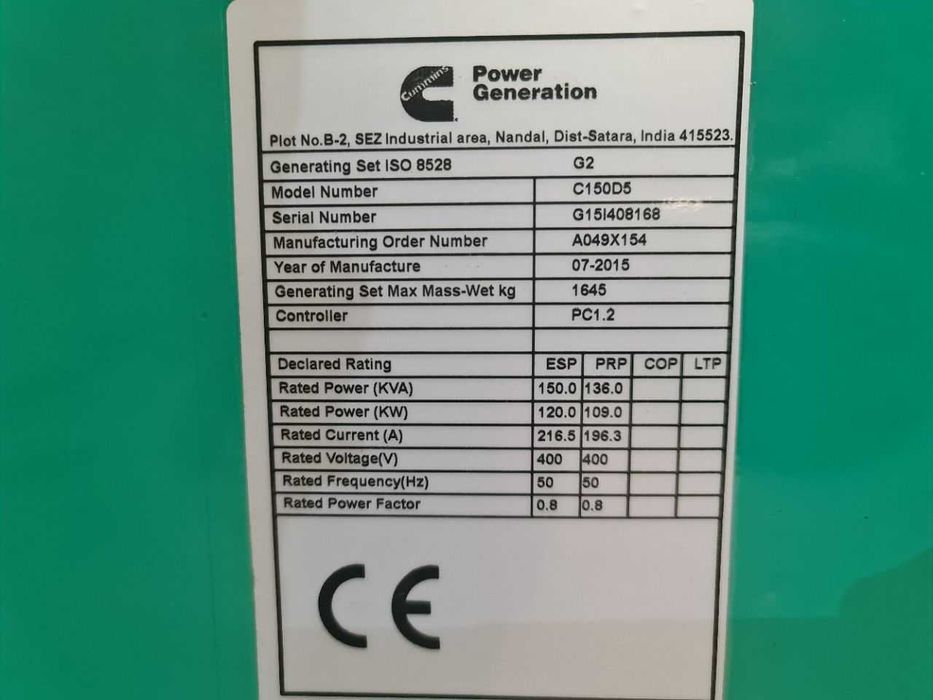 Cummins
Power
Generation
Plot No.B-2, SEZ Industrial area, Nandal, Dist-Satara, India 415523.
Generating Set ISO 8528 G2
Model Number C150D5
Serial Number G15I408168
Manufacturing Order Number A049X154
Year of Manufacture 07-2015
Generating Set Max Mass-Wet kg 1645
Controller PC1.2
Declared Rating ESP PRP COP LTP
Rated Power (KVA) 150.0 136.0
Rated Power (KW) 120.0 109.0
Rated Current (A) 216.5 196.3
Rated Voltage(V) 400 400
Rated Frequency(Hz) 50 50
Rated Power Factor 0.8 0.8
CE